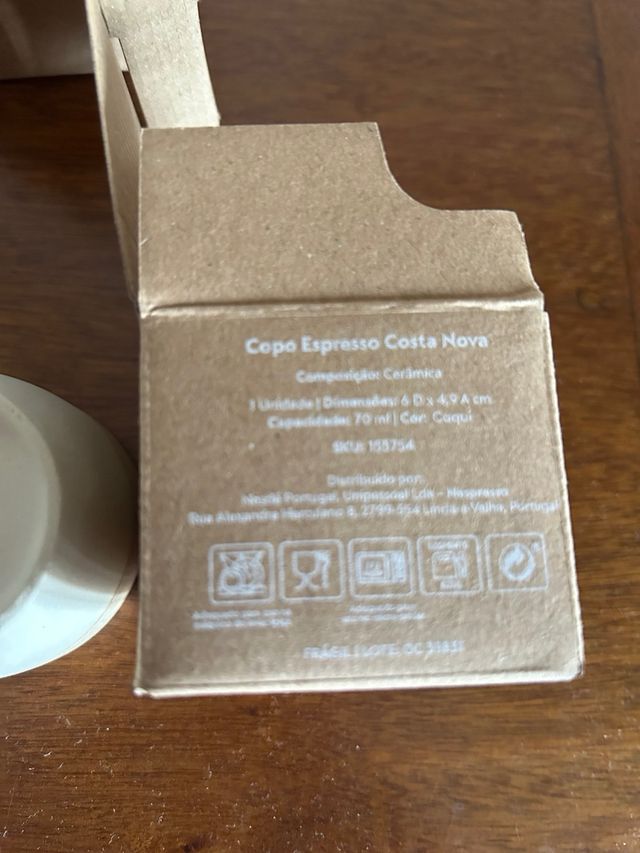 Copo Espresso Costa Nova
Composição: Cerâmica
1 Unidade | Dimensões: 6 D x 4,9 A cm
Capacidade: 70 ml | Cor: Caqui
SKU: 155754
Distribuído por:
Nestlé Portugal, Unipessoal Lda - Nespresso
Rua Alexandre Herculano 8, 2799-554 Linda a Velha, Portugal
FRÁGIL | LOTE: OC 31831